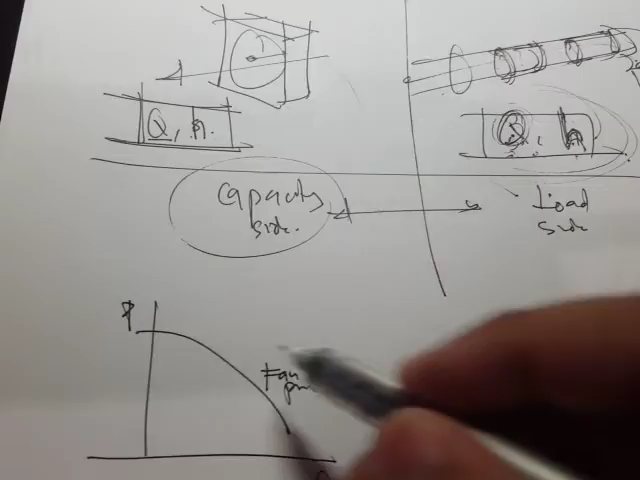 Q, h.
Q, h
Capacity
side.
Load
side
P
Fan